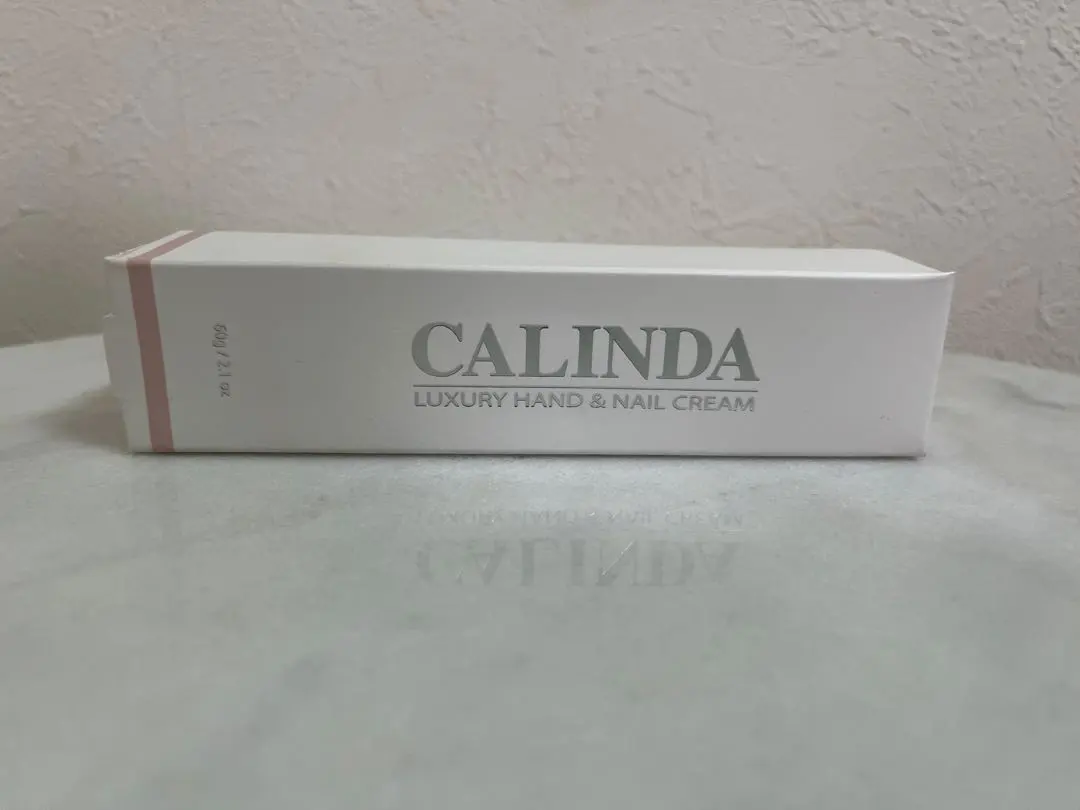 60g / 2.1 oz
CALINDA
LUXURY HAND & NAIL CREAM